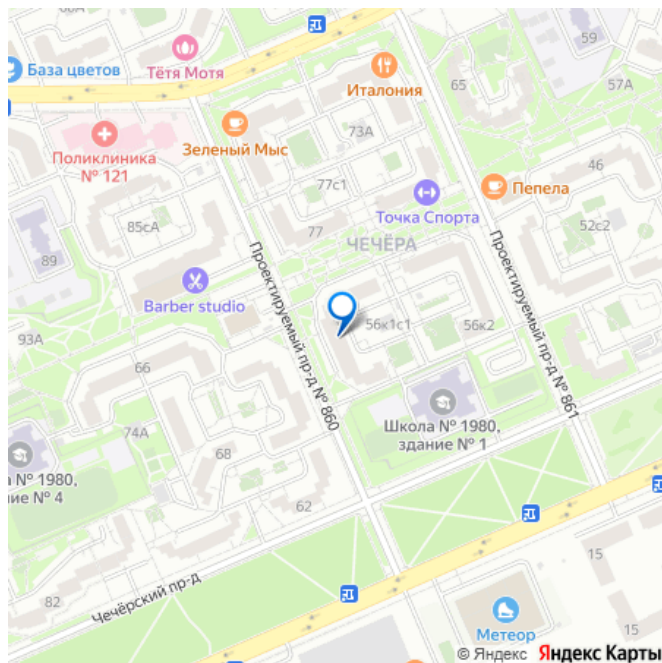 59
База цветов
Тётя Мотя
Италония
65
57А
Поликлиника
№ 121
Зеленый Мыс
73А
46
77с1
Пепела
Точка Спорта
85сА
77
ЧЕЧЁРА
52с2
89
Barber studio
Проектируемый пр-д № 860
Проектируемый пр-д № 861
93А
56к1с1
56к2
66
Школа № 1980,
здание № 1
74А
68
а № 1980,
ие № 4
62
82
Чечёрский пр-д
15
15
Метеор
© Яндекс Яндекс Карты